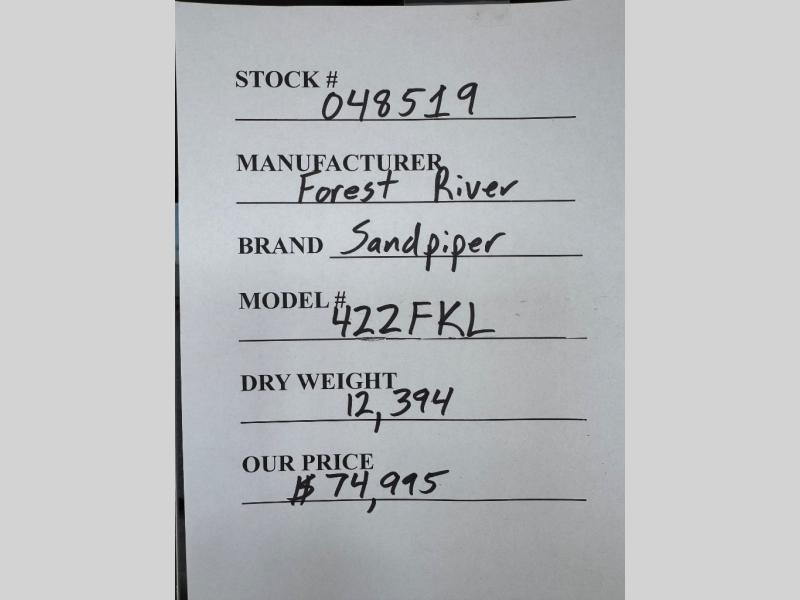 STOCK #
048519
MANUFACTURER
Forest River
BRAND Sandpiper
MODEL #
422FKL
DRY WEIGHT
12,394
OUR PRICE
$74,995